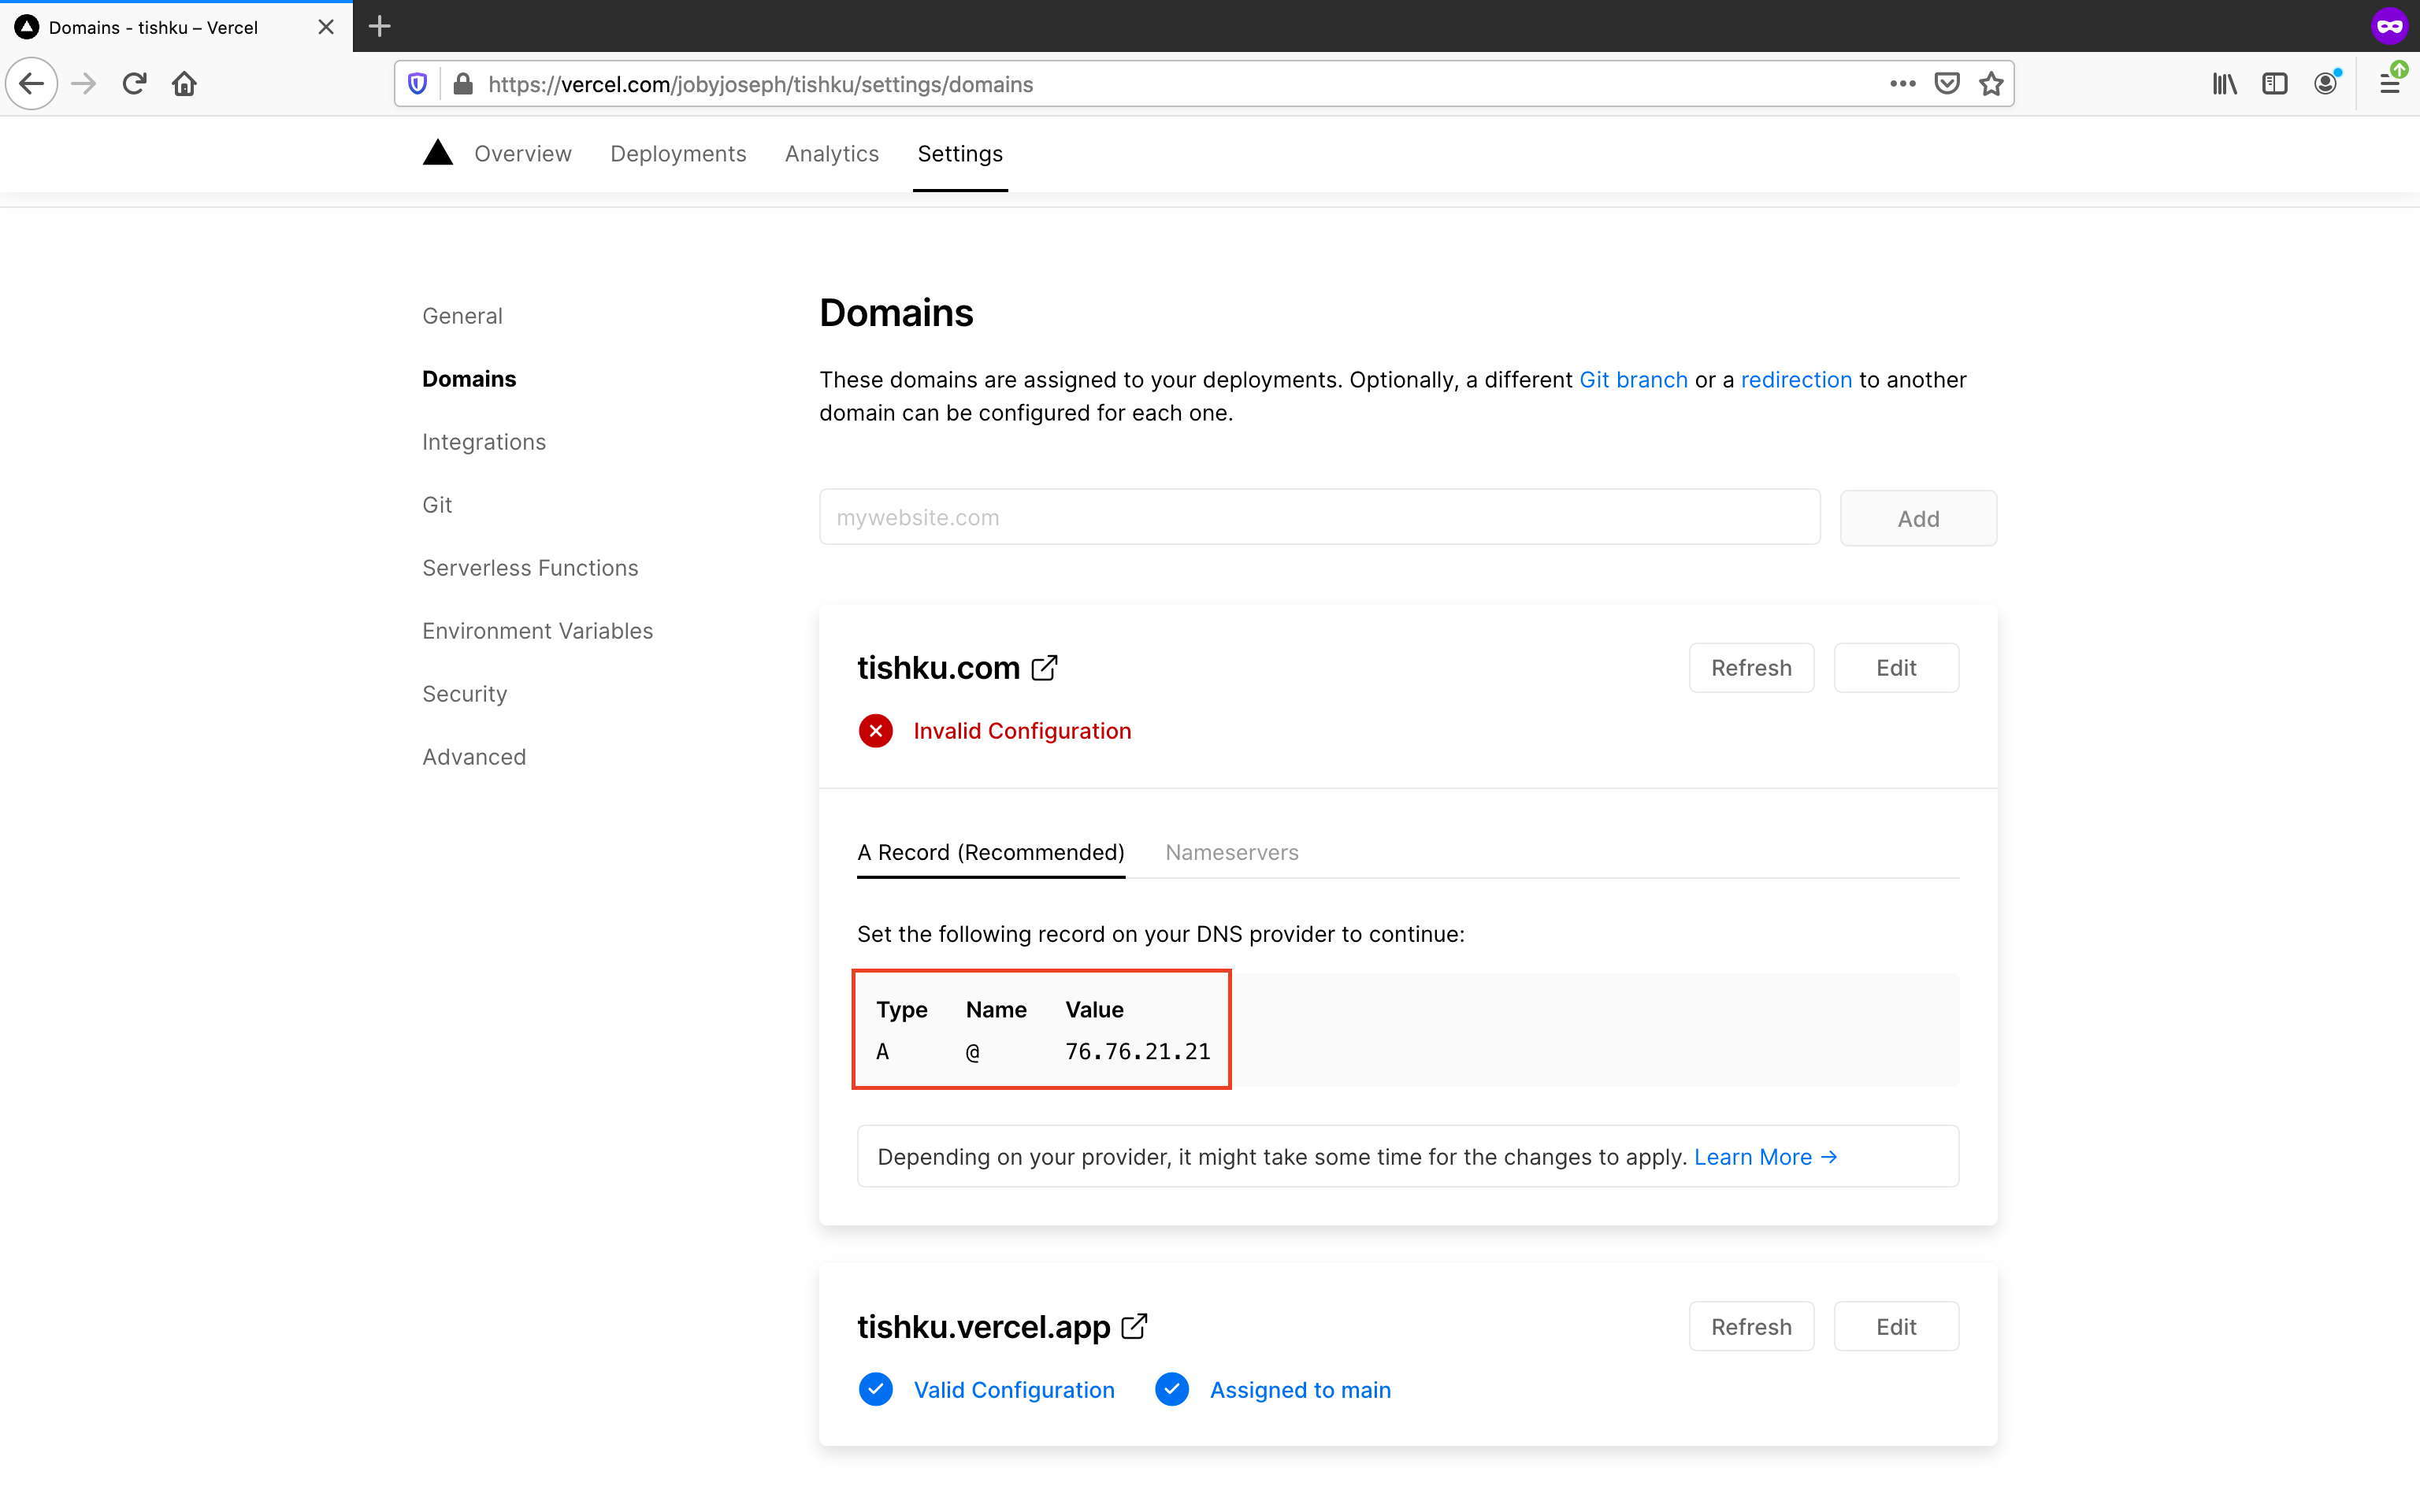 Domains - tishku – Vercel
https://vercel.com/jobyjoseph/tishku/settings/domains
Overview Deployments Analytics Settings
General
Domains
Integrations
Git
Serverless Functions
Environment Variables
Security
Advanced
Domains
These domains are assigned to your deployments. Optionally, a different Git branch or a redirection to another
domain can be configured for each one.
mywebsite.com Add
tishku.com Refresh Edit
Invalid Configuration
A Record (Recommended) Nameservers
Set the following record on your DNS provider to continue:
Type Name Value
A @ 76.76.21.21
Depending on your provider, it might take some time for the changes to apply. Learn More →
tishku.vercel.app Refresh Edit
Valid Configuration Assigned to main